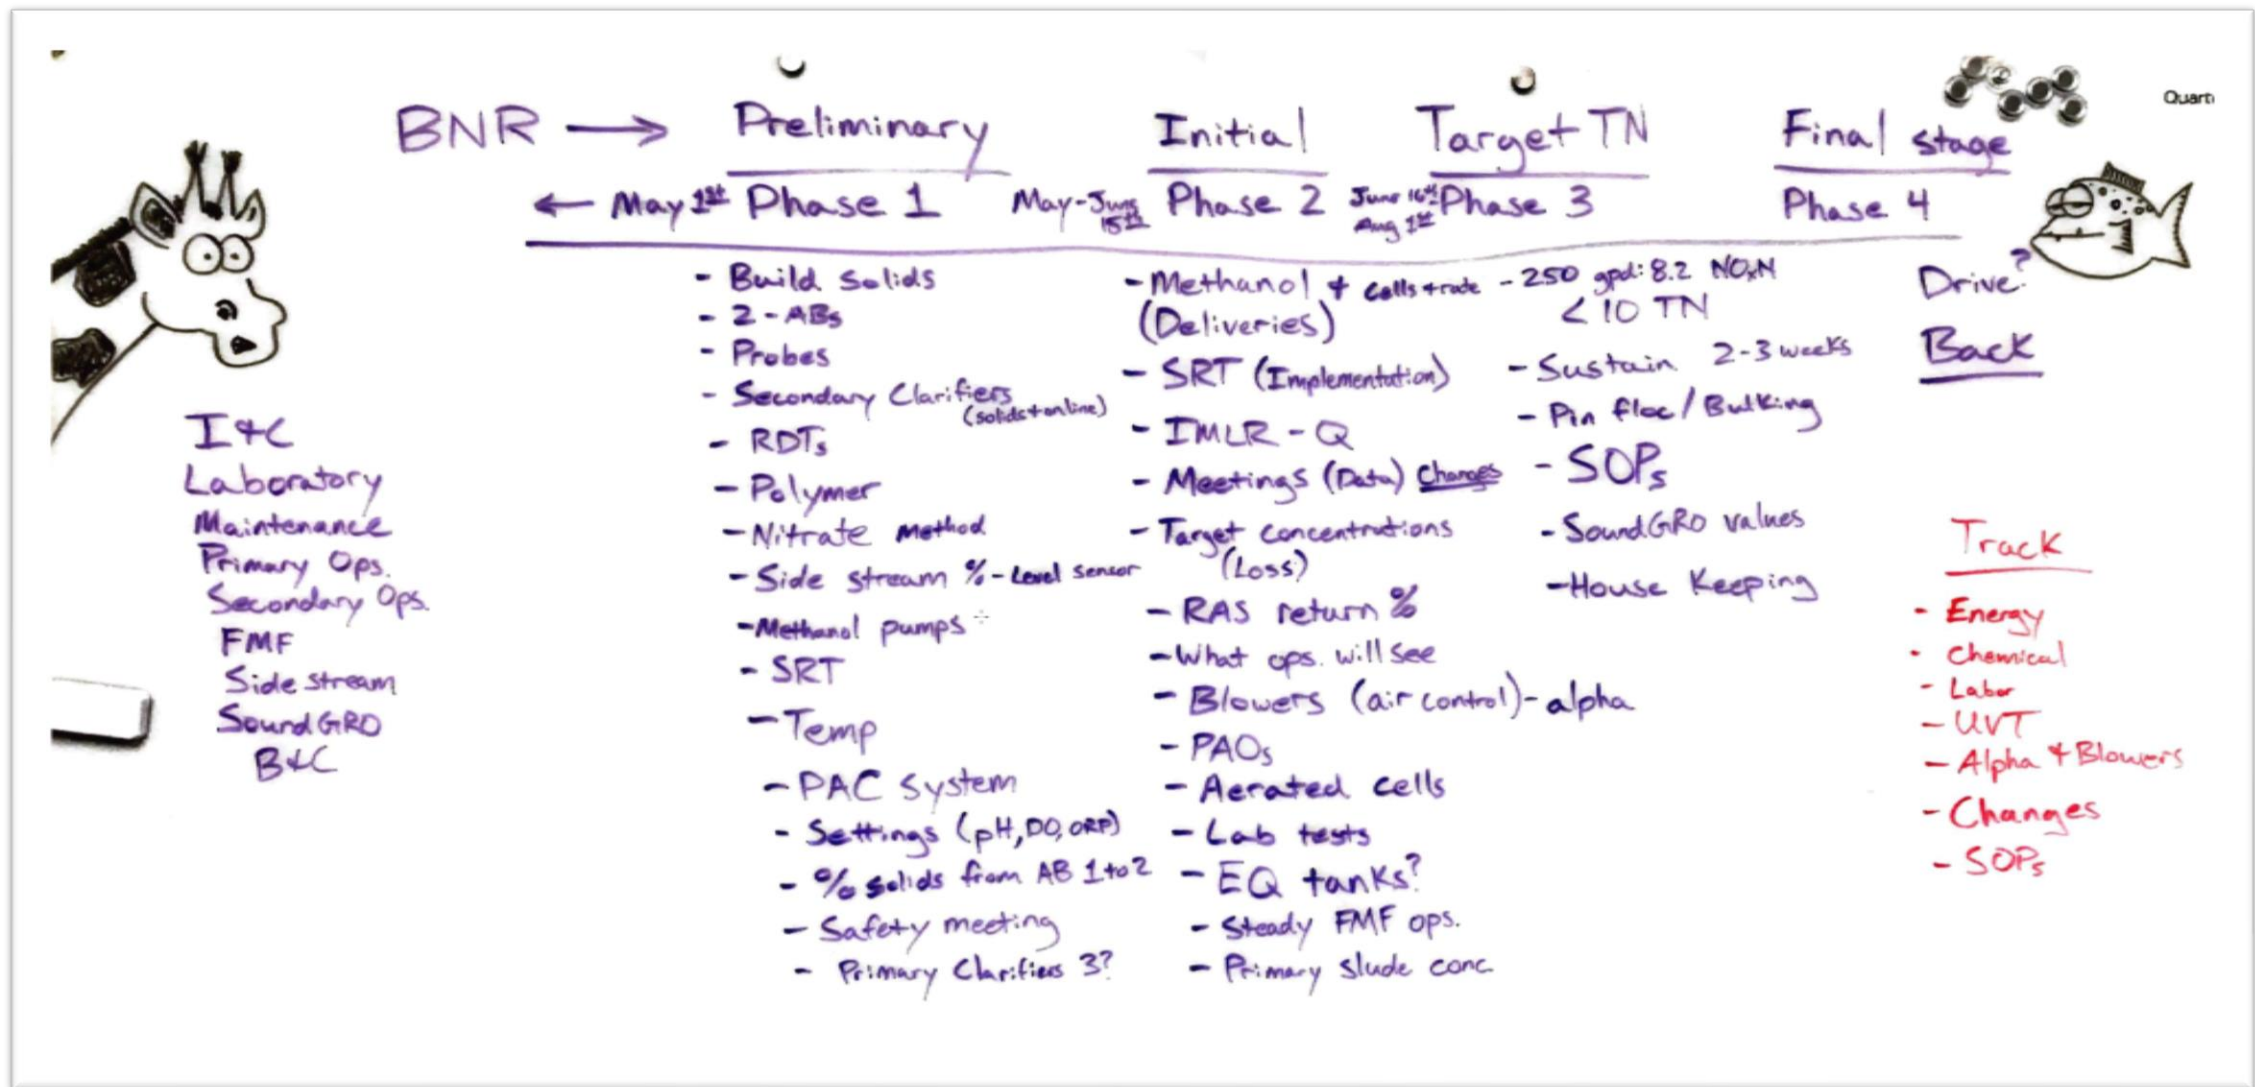 Quarti
BNR → Preliminary Initial Target TN Final stage
← May 1st Phase 1 May-June 15th Phase 2 June 16th Aug 1st Phase 3 Phase 4
I&C
Laboratory
Maintenance
Primary Ops.
Secondary Ops.
FMF
Side stream
SoundGRO
B&C
- Build Solids
- 2-ABs
- Probes
- Secondary Clarifiers
(solids+online)
- RDTs
- Polymer
- Nitrate Method
- Side stream % - Level sensor
- Methanol pumps
- SRT
- Temp
- PAC system
- Settings (pH, DO, ORP)
- % solids from AB 1 to 2
- Safety meeting
- Primary Clarifiers 3?
- Methanol + cells+rate
(Deliveries)
- SRT (Implementation)
- IMLR-Q
- Meetings (Data) Changes
- Target concentrations
(Loss)
- RAS return %
- What ops. will see
- Blowers (air control) - alpha
- PAOs
- Aerated cells
- Lab tests
- EQ tanks?
- Steady FMF ops.
- Primary Slude conc.
- 250 gpd: 8.2 NOxN
< 10 TN
- Sustain 2-3 weeks
- Pin floc/Bulking
- SOPs
- SoundGRO values
- House Keeping
Drive?
Back
Track
- Energy
- Chemical
- Labor
- UVT
- Alpha & Blowers
- Changes
- SOPs